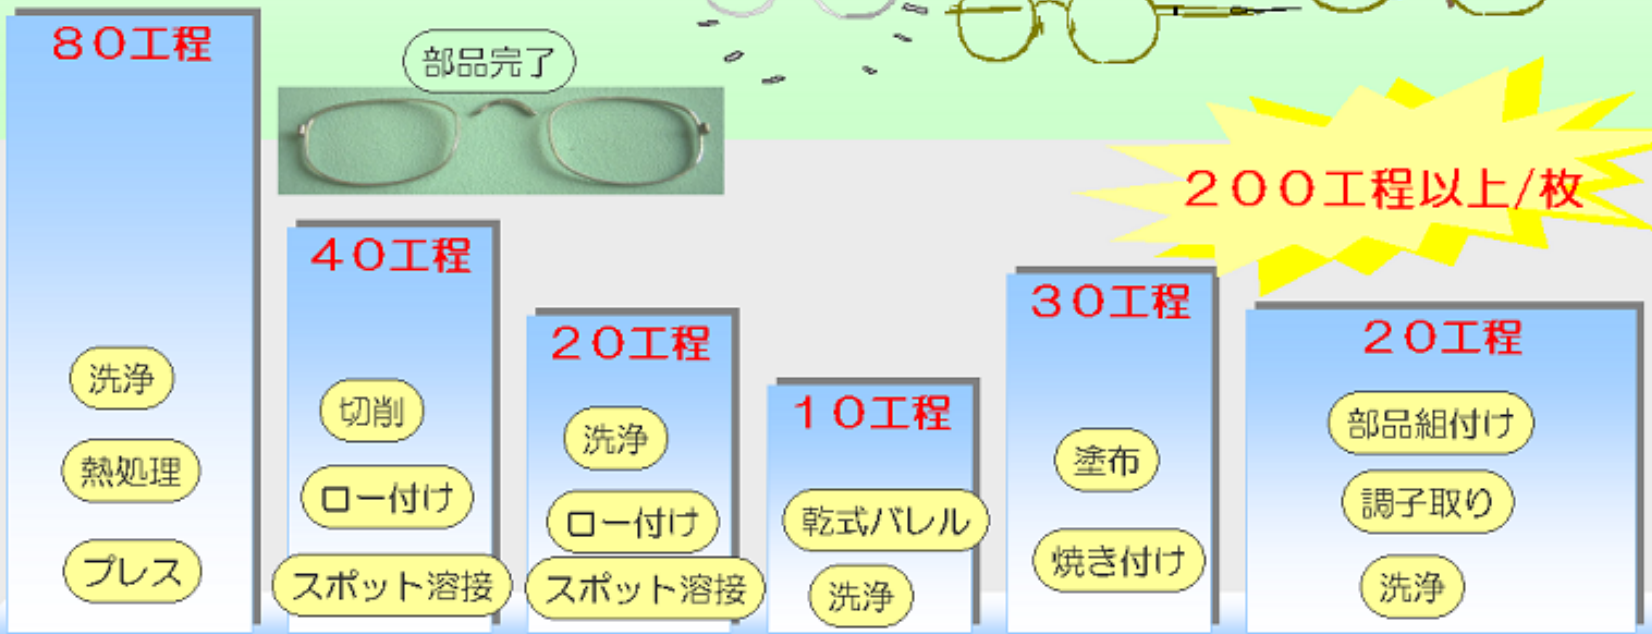 80工程
部品完了
200工程以上/枚
洗浄
熱処理
プレス
40工程
切削
ロー付け
スポット溶接
20工程
洗浄
ロー付け
スポット溶接
10工程
乾式バレル
洗浄
30工程
塗布
焼き付け
20工程
部品組付け
調子取り
洗浄